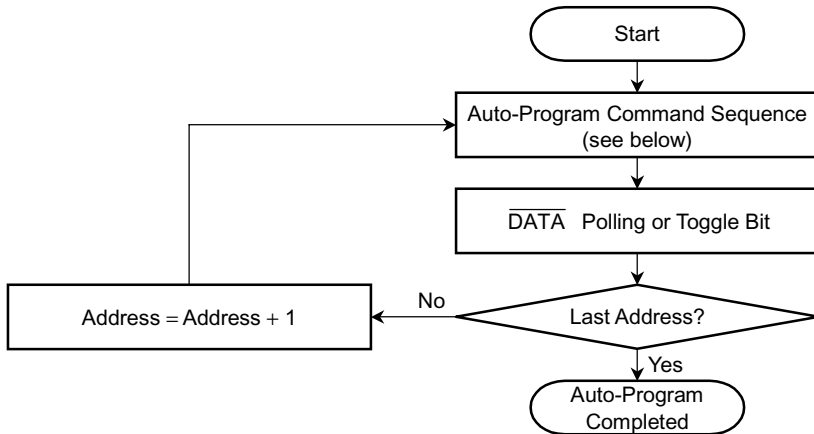 Start
Auto-Program Command Sequence
(see below)
D̅A̅T̅A̅ Polling or Toggle Bit
Last Address?
No
Address = Address + 1
Yes
Auto-Program
Completed